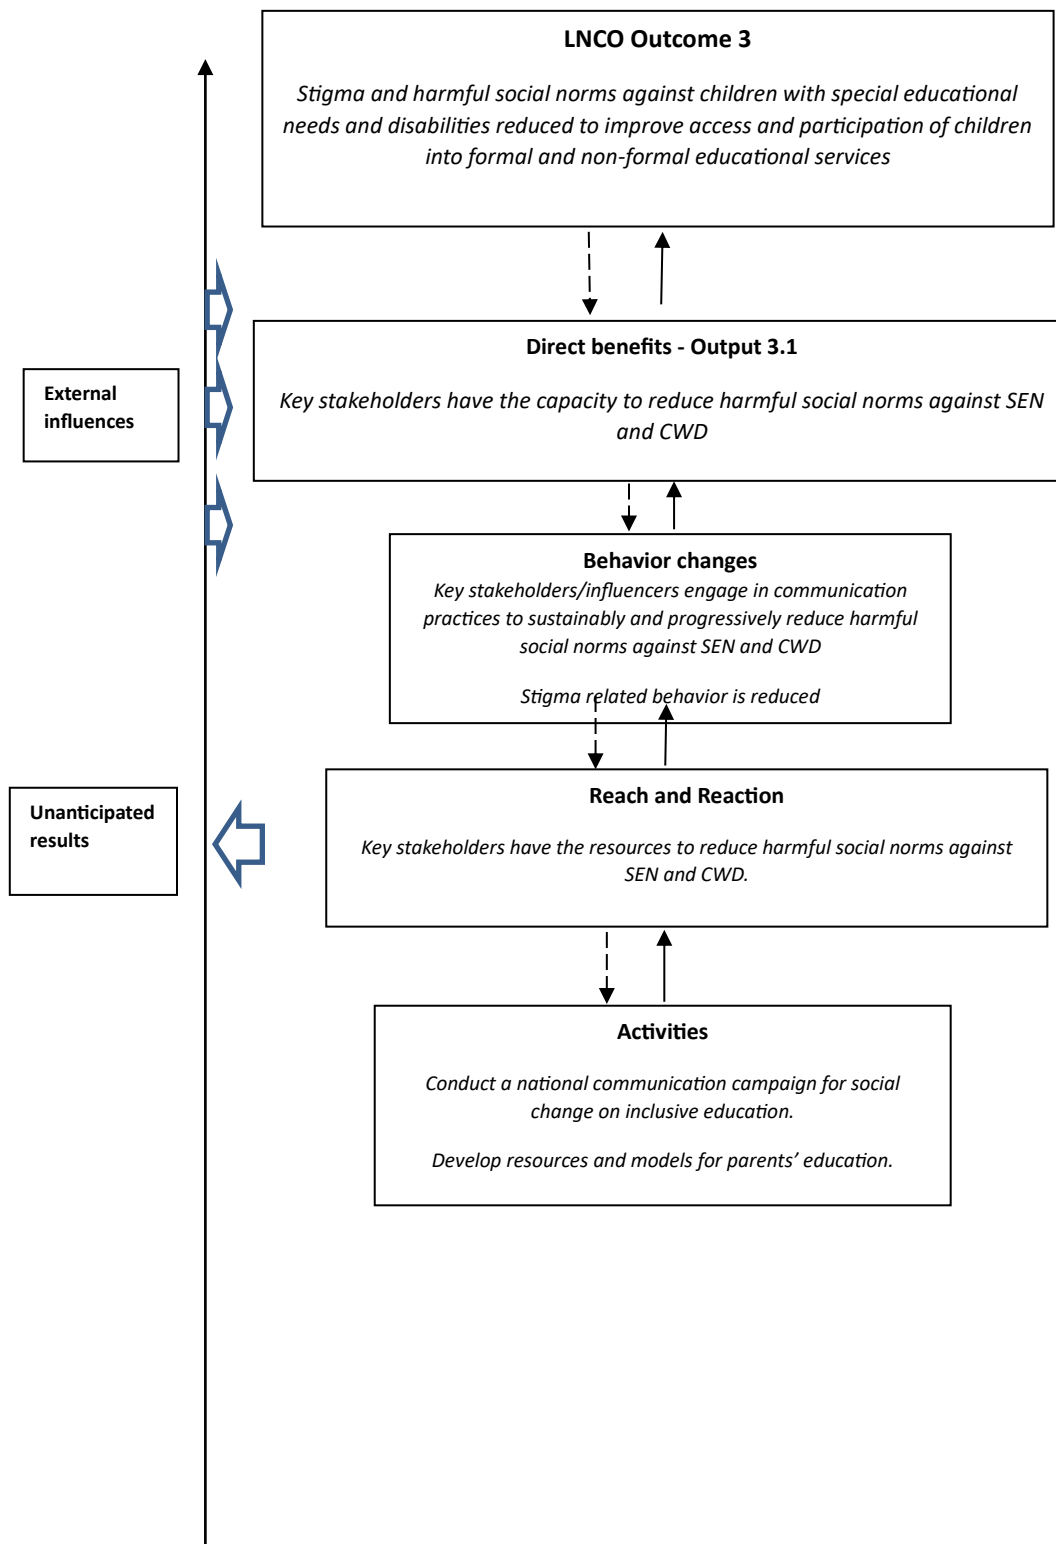 LNCO Outcome 3
Stigma and harmful social norms against children with special educational
needs and disabilities reduced to improve access and participation of children
into formal and non-formal educational services
Direct benefits - Output 3.1
Key stakeholders have the capacity to reduce harmful social norms against SEN
and CWD
External
influences
Behavior changes
Key stakeholders/influencers engage in communication
practices to sustainably and progressively reduce harmful
social norms against SEN and CWD
Stigma related behavior is reduced
Unanticipated
results
Reach and Reaction
Key stakeholders have the resources to reduce harmful social norms against
SEN and CWD.
Activities
Conduct a national communication campaign for social
change on inclusive education.
Develop resources and models for parents’ education.